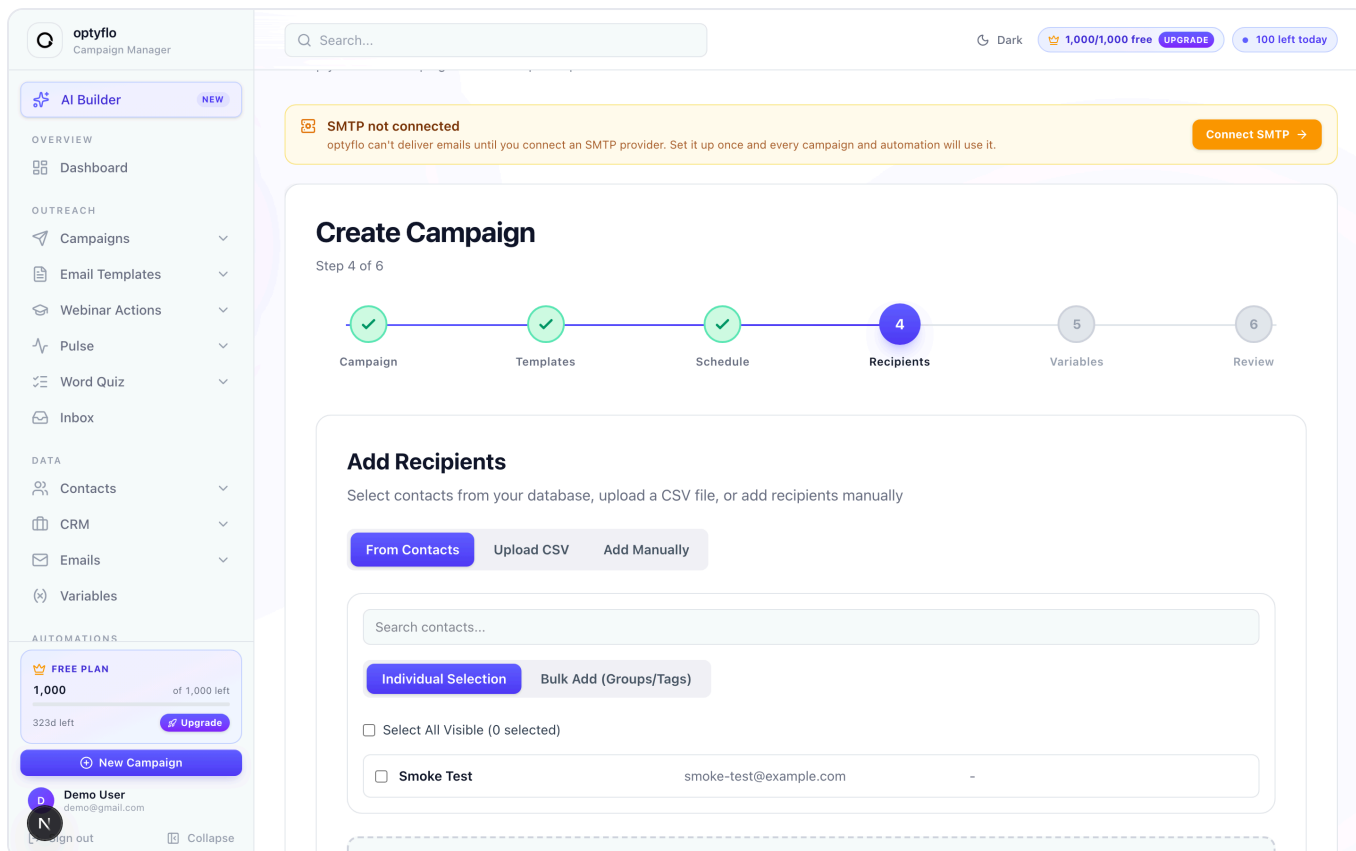 optyflo
Campaign Manager
Search...
Dark
1,000/1,000 free UPGRADE
100 left today
AI Builder NEW
OVERVIEW
Dashboard
OUTREACH
Campaigns
Email Templates
Webinar Actions
Pulse
Word Quiz
Inbox
DATA
Contacts
CRM
Emails
Variables
AUTOMATIONS
FREE PLAN
1,000 of 1,000 left
323d left Upgrade
New Campaign
D
Demo User
demo@gmail.com
N
out
Collapse
SMTP not connected
optyflo can't deliver emails until you connect an SMTP provider. Set it up once and every campaign and automation will use it.
Connect SMTP →
Create Campaign
Step 4 of 6
4 5 6
Campaign Templates Schedule Recipients Variables Review
Add Recipients
Select contacts from your database, upload a CSV file, or add recipients manually
From Contacts Upload CSV Add Manually
Search contacts...
Individual Selection Bulk Add (Groups/Tags)
Select All Visible (0 selected)
Smoke Test smoke-test@example.com -